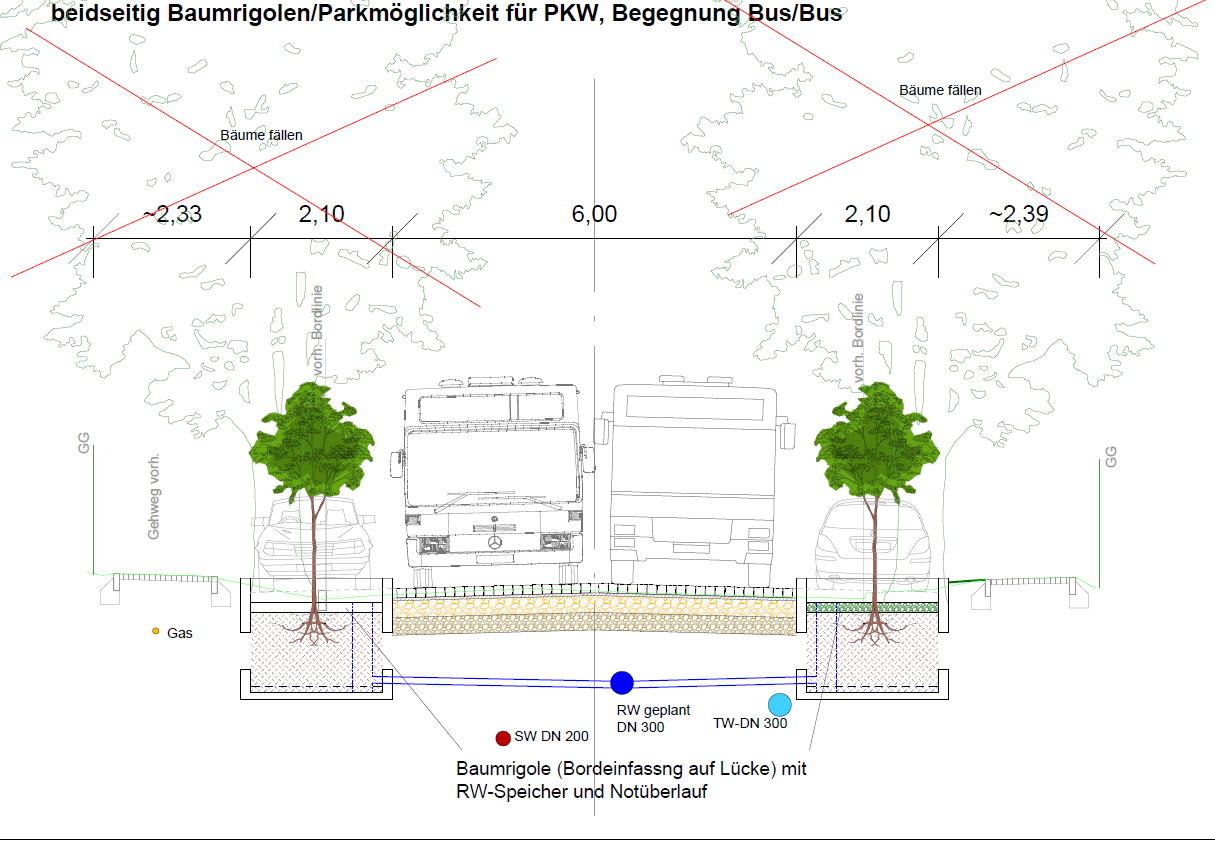 beidseitig Baumrigolen/Parkmöglichkeit für PKW, Begegnung Bus/Bus
Bäume fällen
Bäume fällen
~2,33
2,10
6,00
2,10
~2,39
vorh. Bordlinie
vorh. Bordlinie
GG
Gehweg vorh.
GG
Gas
RW geplant
DN 300
TW-DN 300
SW DN 200
Baumrigole (Bordeinfassng auf Lücke) mit
RW-Speicher und Notüberlauf